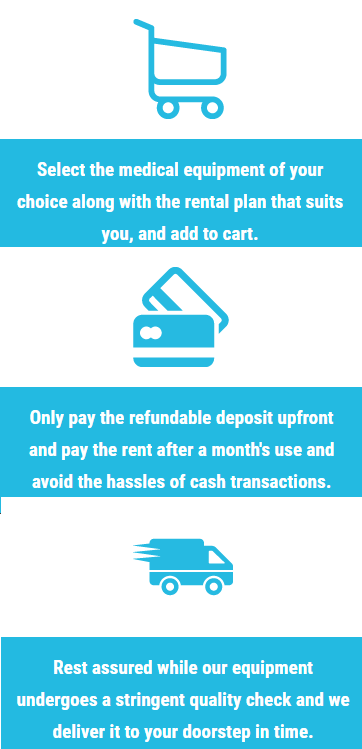 Select the medical equipment of your
choice along with the rental plan that suits
you, and add to cart.
Only pay the refundable deposit upfront
and pay the rent after a month's use and
avoid the hassles of cash transactions.
Rest assured while our equipment
undergoes a stringent quality check and we
deliver it to your doorstep in time.